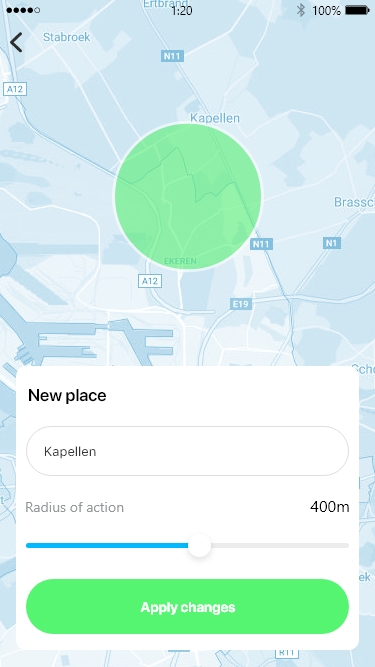 Ertbrand
1:20
100%
Stabroek
N11
A12
Kapellen
Brassc
N11
N1
EKEREN
A12
E19
Sche
New place
Kapellen
Radius of action
400m
Apply changes
ek
R11